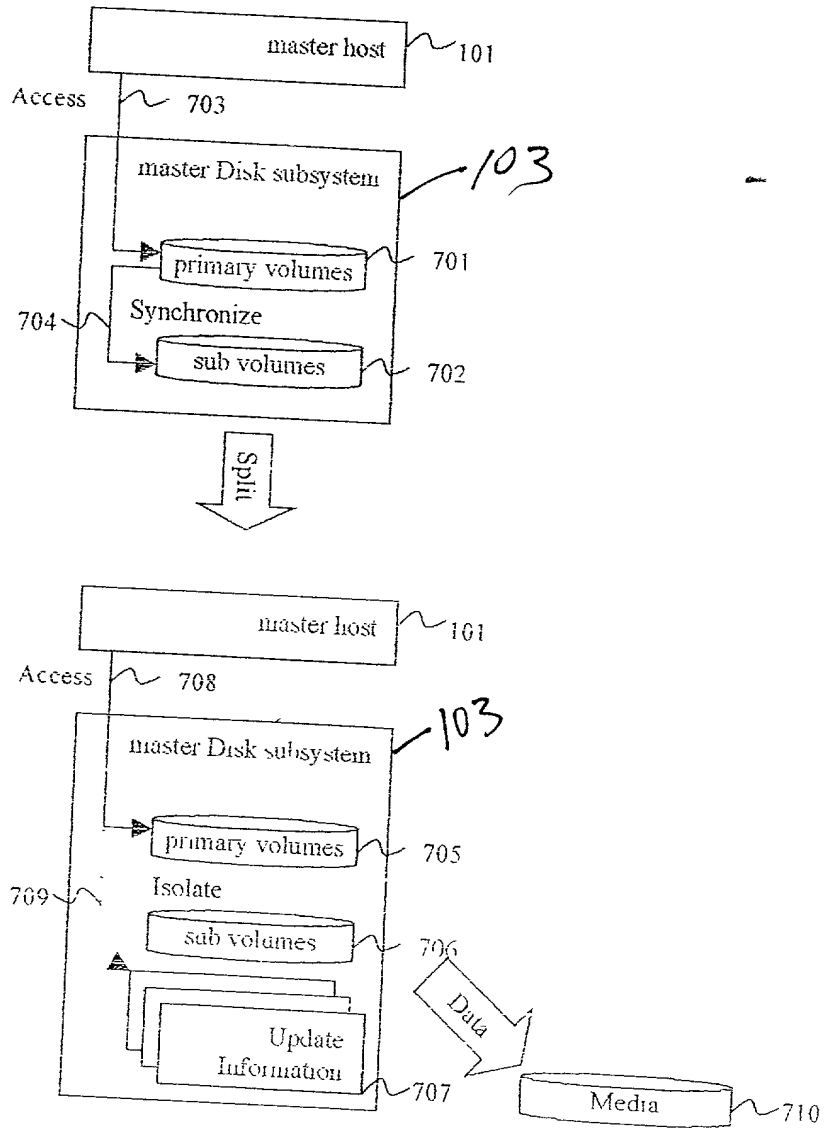 master host 101
Access 703
master Disk subsystem 103
primary volumes 701
704 Synchronize
sub volumes 702
Split
master host 101
Access 708
master Disk subsystem 103
primary volumes 705
709 Isolate
sub volumes 706
Data
Update
Information 707
Media 710